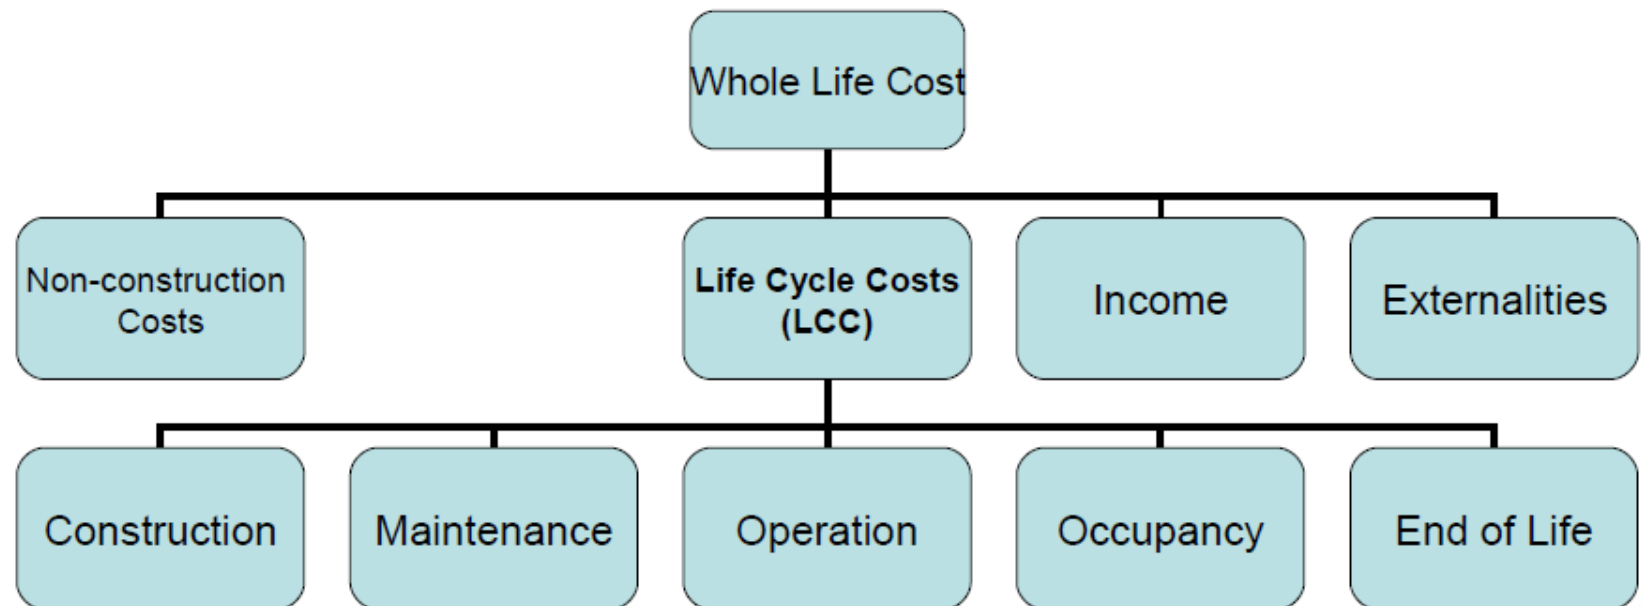 Whole Life Cost
Non-construction
Costs
Life Cycle Costs
(LCC)
Income
Externalities
Construction
Maintenance
Operation
Occupancy
End of Life